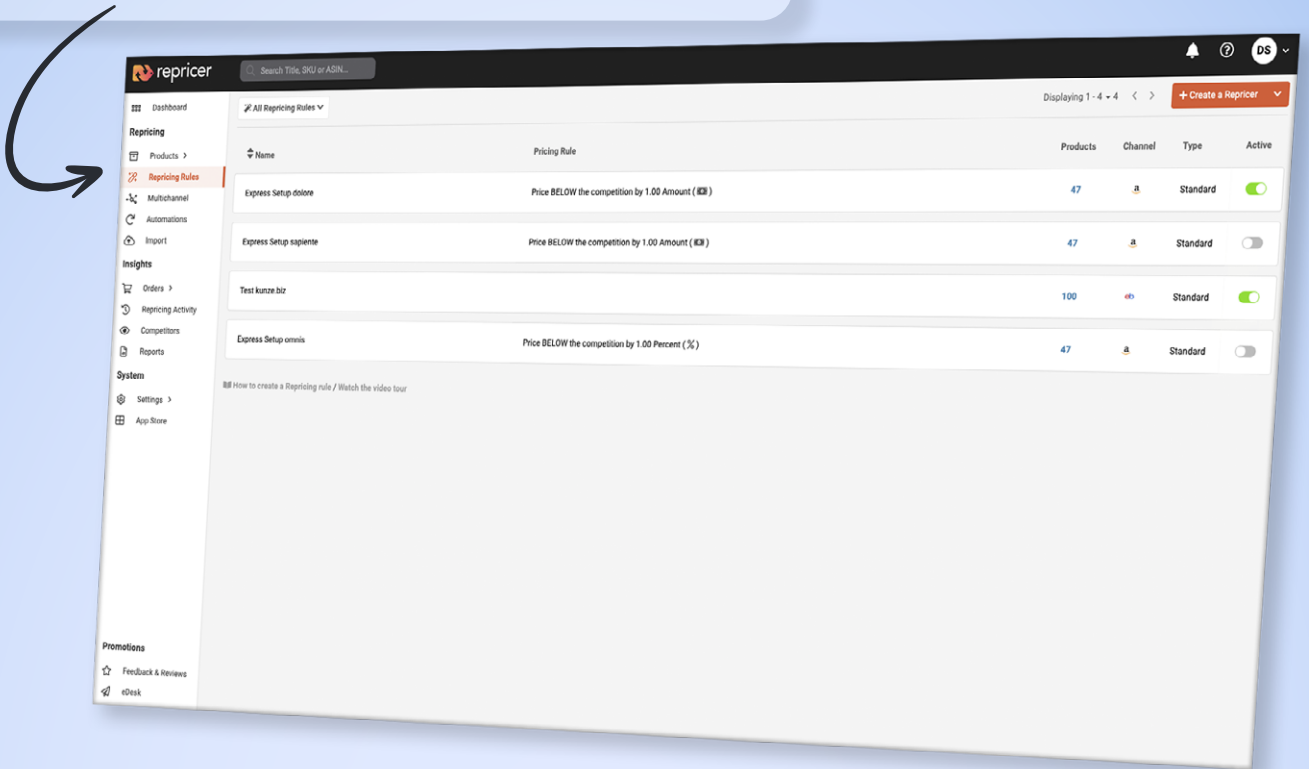 repricer
Search Title, SKU or ASIN...
DS
Dashboard
Repricing
Products
Repricing Rules
Multichannel
Automations
Import
Insights
Orders
Repricing Activity
Competitors
Reports
System
Settings
App Store
Promotions
Feedback & Reviews
eDesk
All Repricing Rules
Displaying 1 - 4 4
+ Create a Repricer
Name Pricing Rule Products Channel Type Active
Express Setup dolore Price BELOW the competition by 1.00 Amount ( ) 47 a Standard
Express Setup sapiente Price BELOW the competition by 1.00 Amount ( ) 47 a Standard
Test kunze.biz 100 eb Standard
Express Setup omnis Price BELOW the competition by 1.00 Percent (%) 47 a Standard
How to create a Repricing rule / Watch the video tour